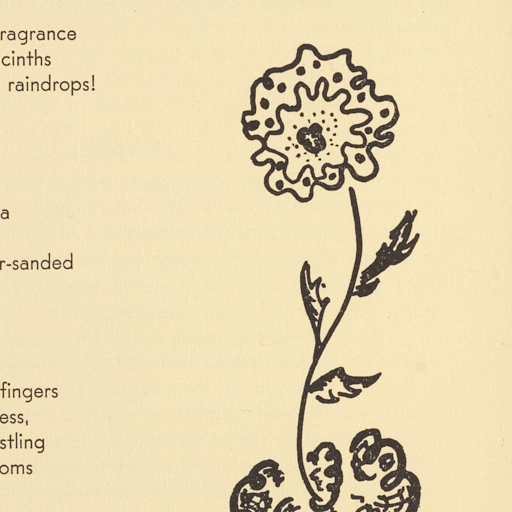 ragrance
cinths
raindrops!
a
r-sanded
fingers
ess,
stling
oms